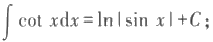 ∫ cot xdx = ln|sin x|+C;